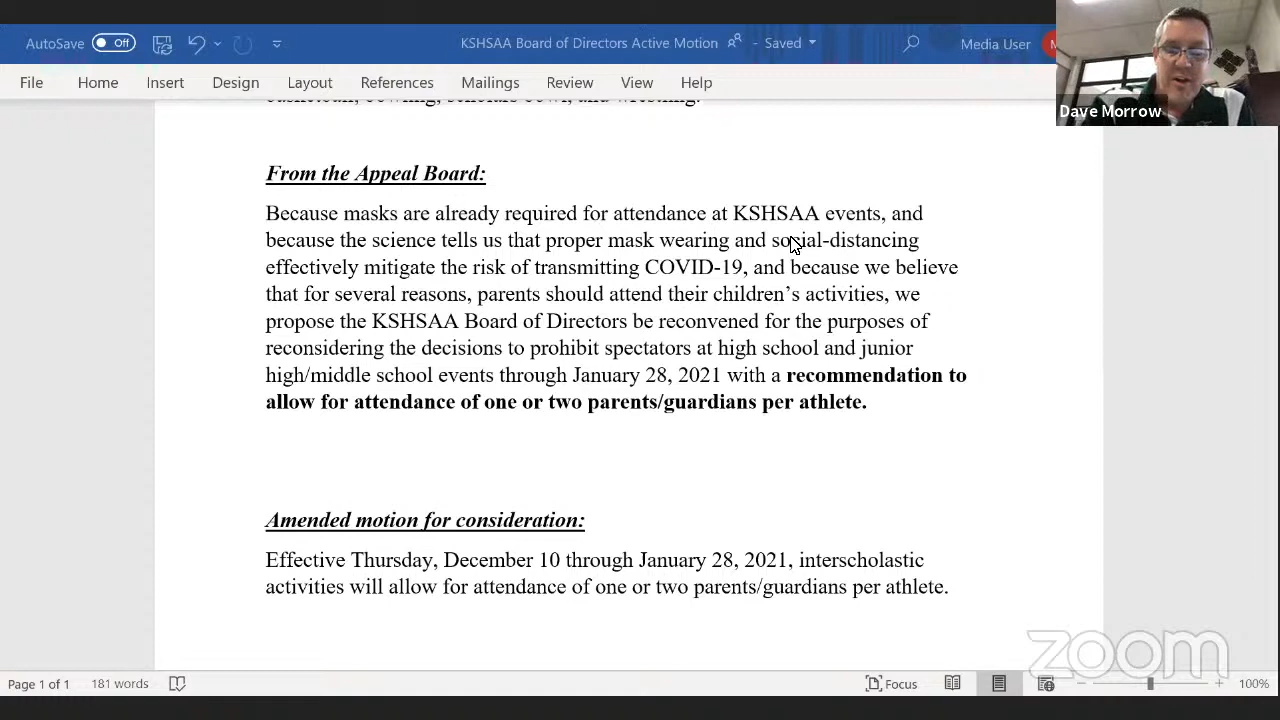 AutoSave Off KSHSAA Board of Directors Active Motion - Saved Media User
File Home Insert Design Layout References Mailings Review View Help
Dave Morrow
basketball, bowling, scholars bowl, and wrestling.
From the Appeal Board:
Because masks are already required for attendance at KSHSAA events, and
because the science tells us that proper mask wearing and social-distancing
effectively mitigate the risk of transmitting COVID-19, and because we believe
that for several reasons, parents should attend their children’s activities, we
propose the KSHSAA Board of Directors be reconvened for the purposes of
reconsidering the decisions to prohibit spectators at high school and junior
high/middle school events through January 28, 2021 with a recommendation to
allow for attendance of one or two parents/guardians per athlete.
Amended motion for consideration:
Effective Thursday, December 10 through January 28, 2021, interscholastic
activities will allow for attendance of one or two parents/guardians per athlete.
zoom
Page 1 of 1 181 words Focus 100%